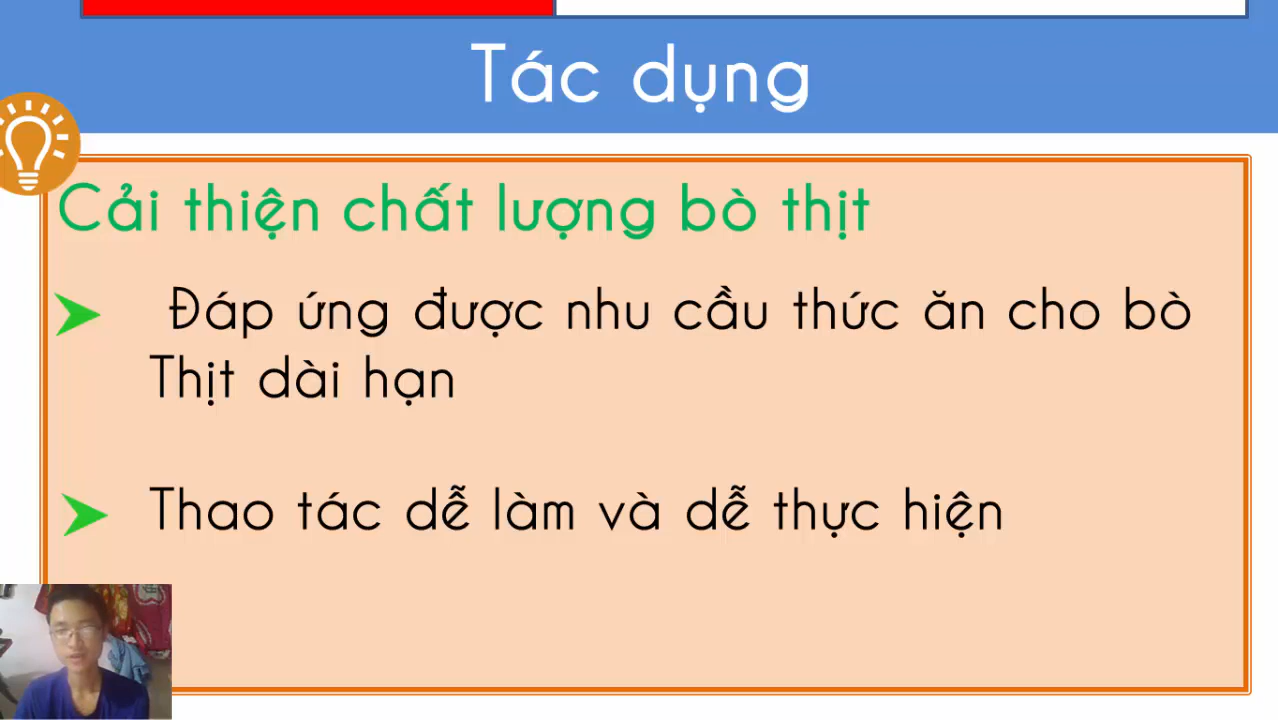 Tác dụng
Cải thiện chất lượng bò thịt
Đáp ứng được nhu cầu thức ăn cho bò
Thịt dài hạn
Thao tác dễ làm và dễ thực hiện